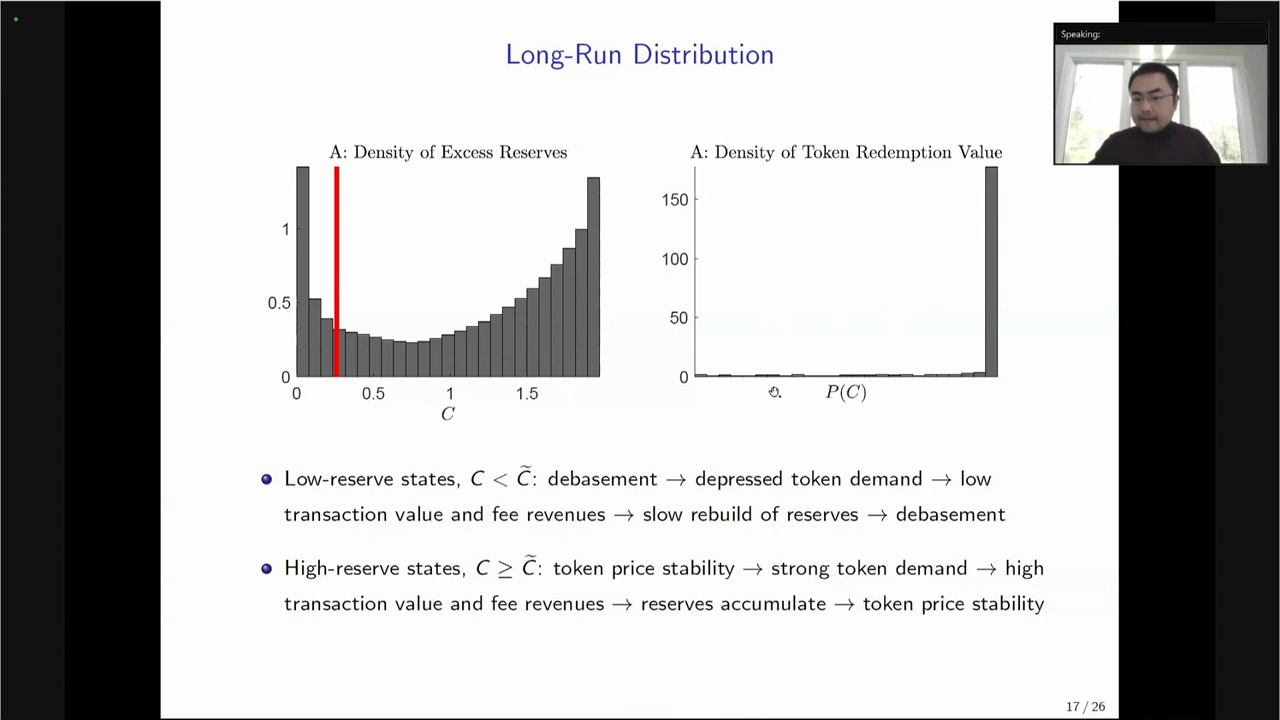 Speaking:
Long-Run Distribution
A: Density of Excess Reserves
1
0.5
0
0 0.5 1 1.5
C
A: Density of Token Redemption Value
150
100
50
0
P(C)
Low-reserve states, C < C̃: debasement → depressed token demand → low
transaction value and fee revenues → slow rebuild of reserves → debasement
High-reserve states, C ≥ C̃: token price stability → strong token demand → high
transaction value and fee revenues → reserves accumulate → token price stability
17 / 26